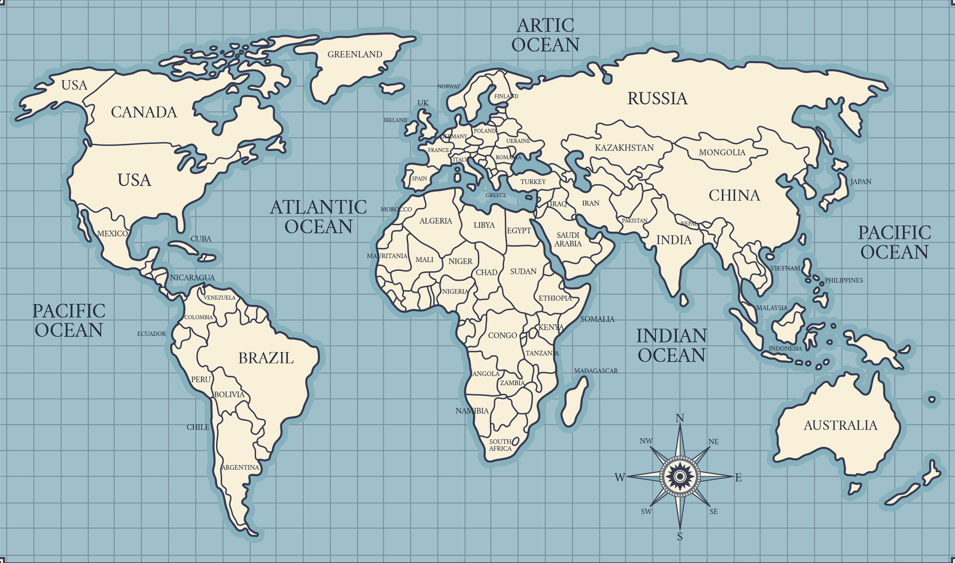 ARTIC
OCEAN
GREENLAND
USA
CANADA
NORWAY
FINLAND
RUSSIA
UK
IRELAND
GERMANY
POLAND
UKRAINE
FRANCE
ITALY
ROMANIA
SPAIN
GREECE
TURKEY
KAZAKHSTAN
MONGOLIA
USA
CHINA
JAPAN
ATLANTIC
OCEAN
MOROCCO
ALGERIA
LIBYA
EGYPT
IRAQ
IRAN
PAKISTAN
NEPAL
INDIA
SAUDI
ARABIA
PACIFIC
OCEAN
MEXICO
CUBA
NICARAGUA
MAURITANIA
MALI
NIGER
CHAD
SUDAN
NIGERIA
ETHIOPIA
SOMALIA
VIETNAM
PHILIPPINES
MALAYSIA
INDONESIA
PACIFIC
OCEAN
VENEZUELA
COLOMBIA
ECUADOR
BRAZIL
PERU
BOLIVIA
CHILE
ARGENTINA
CONGO
KENYA
TANZANIA
ANGOLA
ZAMBIA
MADAGASCAR
NAMIBIA
SOUTH
AFRICA
INDIAN
OCEAN
AUSTRALIA
N
NW
NE
W
E
SW
SE
S